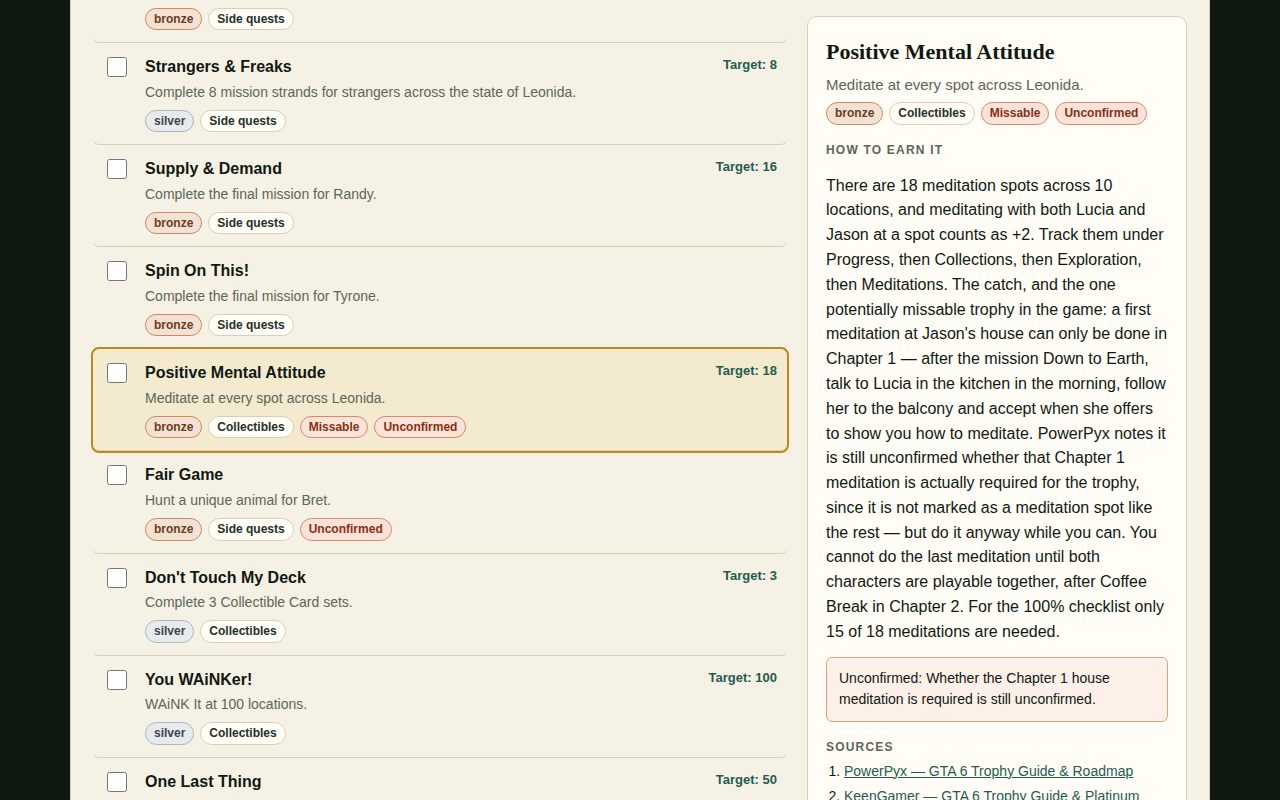 bronze Side quests
Strangers & Freaks Target: 8
Complete 8 mission strands for strangers across the state of Leonida.
silver Side quests
Supply & Demand Target: 16
Complete the final mission for Randy.
bronze Side quests
Spin On This!
Complete the final mission for Tyrone.
bronze Side quests
Positive Mental Attitude Target: 18
Meditate at every spot across Leonida.
bronze Collectibles Missable Unconfirmed
Fair Game
Hunt a unique animal for Bret.
bronze Side quests Unconfirmed
Don't Touch My Deck Target: 3
Complete 3 Collectible Card sets.
silver Collectibles
You WAiNKer! Target: 100
WAiNK It at 100 locations.
silver Collectibles
One Last Thing Target: 50
Positive Mental Attitude
Meditate at every spot across Leonida.
bronze Collectibles Missable Unconfirmed
HOW TO EARN IT
There are 18 meditation spots across 10
locations, and meditating with both Lucia and
Jason at a spot counts as +2. Track them under
Progress, then Collections, then Exploration,
then Meditations. The catch, and the one
potentially missable trophy in the game: a first
meditation at Jason's house can only be done in
Chapter 1 — after the mission Down to Earth,
talk to Lucia in the kitchen in the morning, follow
her to the balcony and accept when she offers
to show you how to meditate. PowerPyx notes it
is still unconfirmed whether that Chapter 1
meditation is actually required for the trophy,
since it is not marked as a meditation spot like
the rest — but do it anyway while you can. You
cannot do the last meditation until both
characters are playable together, after Coffee
Break in Chapter 2. For the 100% checklist only
15 of 18 meditations are needed.
Unconfirmed: Whether the Chapter 1 house
meditation is required is still unconfirmed.
SOURCES
1. PowerPyx — GTA 6 Trophy Guide & Roadmap
2. KeenGamer — GTA 6 Trophy Guide & Platinum